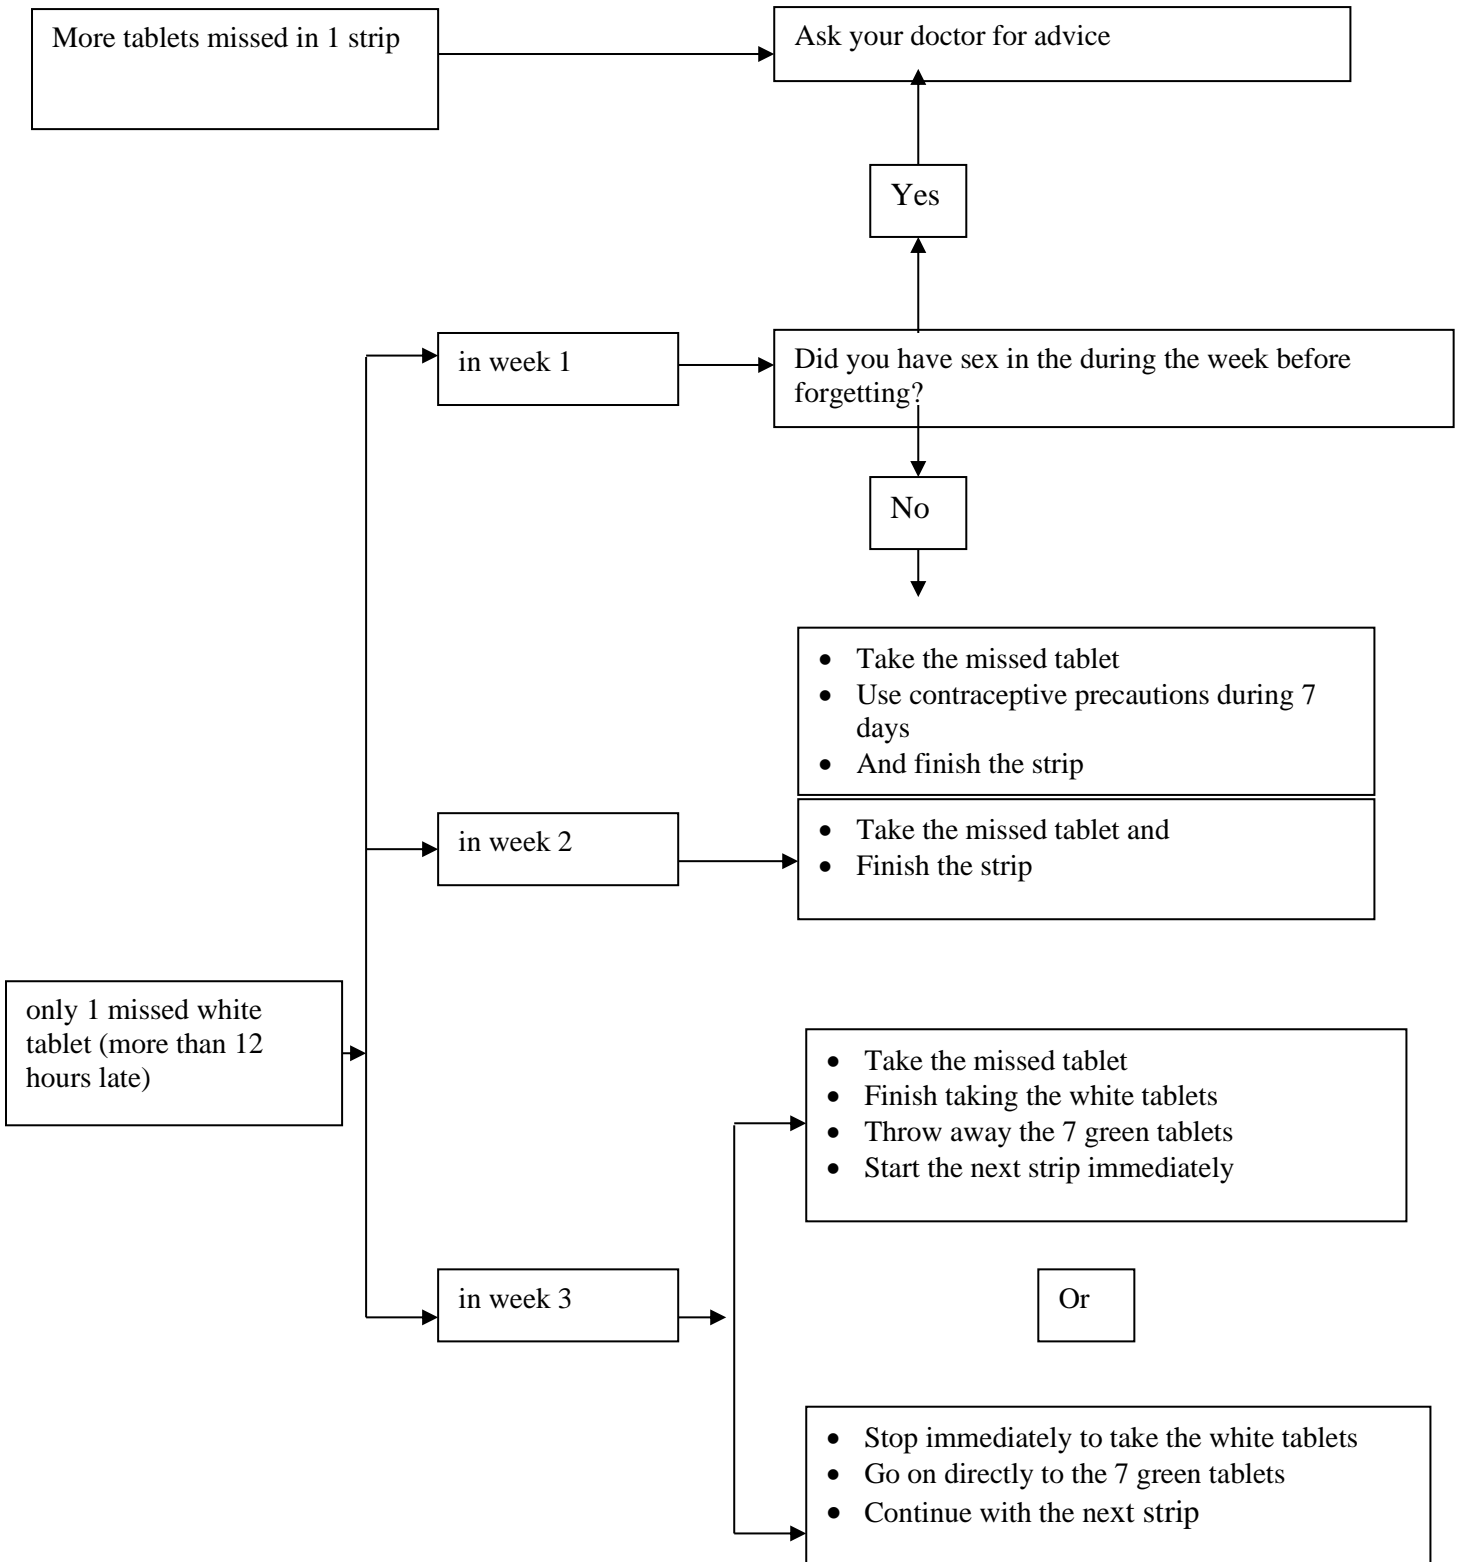 More tablets missed in 1 strip
Ask your doctor for advice
Yes
in week 1
Did you have sex in the during the week before
forgetting?
No
• Take the missed tablet
• Use contraceptive precautions during 7
days
• And finish the strip
in week 2
• Take the missed tablet and
• Finish the strip
only 1 missed white
tablet (more than 12
hours late)
• Take the missed tablet
• Finish taking the white tablets
• Throw away the 7 green tablets
• Start the next strip immediately
in week 3
Or
• Stop immediately to take the white tablets
• Go on directly to the 7 green tablets
• Continue with the next strip